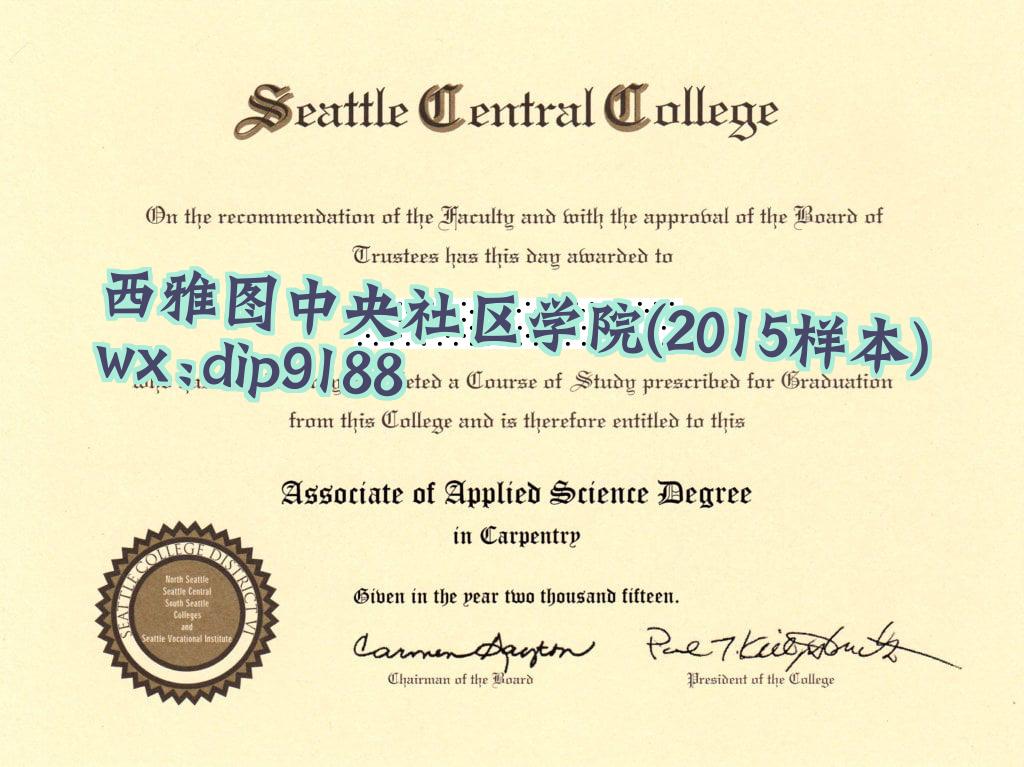 Seattle Central College
On the recommendation of the Faculty and with the approval of the Board of
Trustees has this day awarded to
西雅图中央社区学院(2015样本)
wx:dip9188
a Course of Study prescribed for Graduation
from this College and is therefore entitled to this
Associate of Applied Science Degree
in Carpentry
Given in the year two thousand fifteen.
SEATTLE COLLEGE DISTRICT VI
North Seattle
Seattle Central
South Seattle
Colleges
and
Seattle Vocational Institute
Carmen Gayton
Chairman of the Board
President of the College